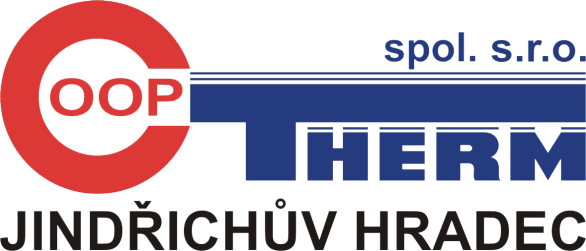 spol. s.r.o.
COOP
THERM
JINDŘICHŮV HRADEC